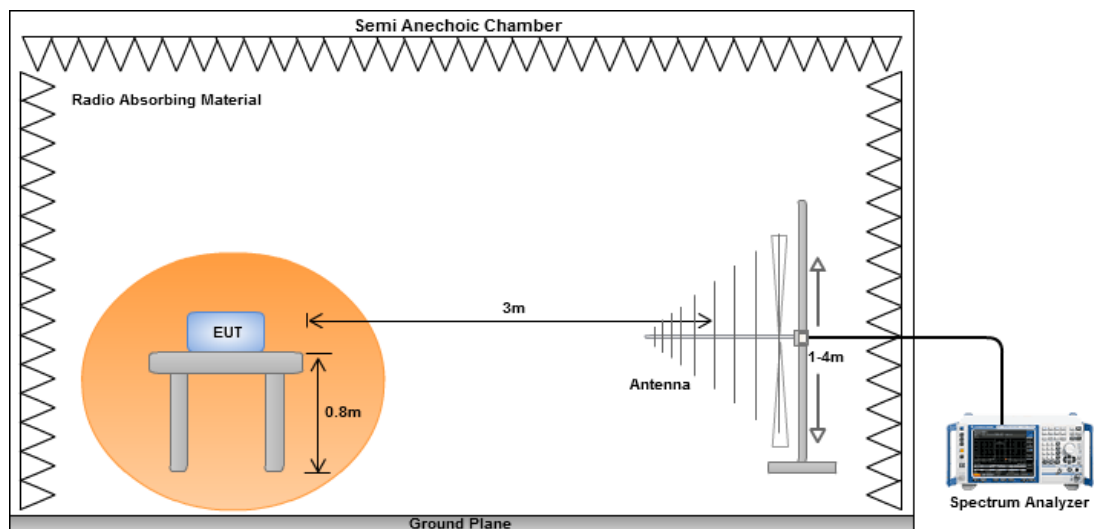 Semi Anechoic Chamber
Radio Absorbing Material
3m
EUT
1-4m
Antenna
0.8m
Spectrum Analyzer
Ground Plane